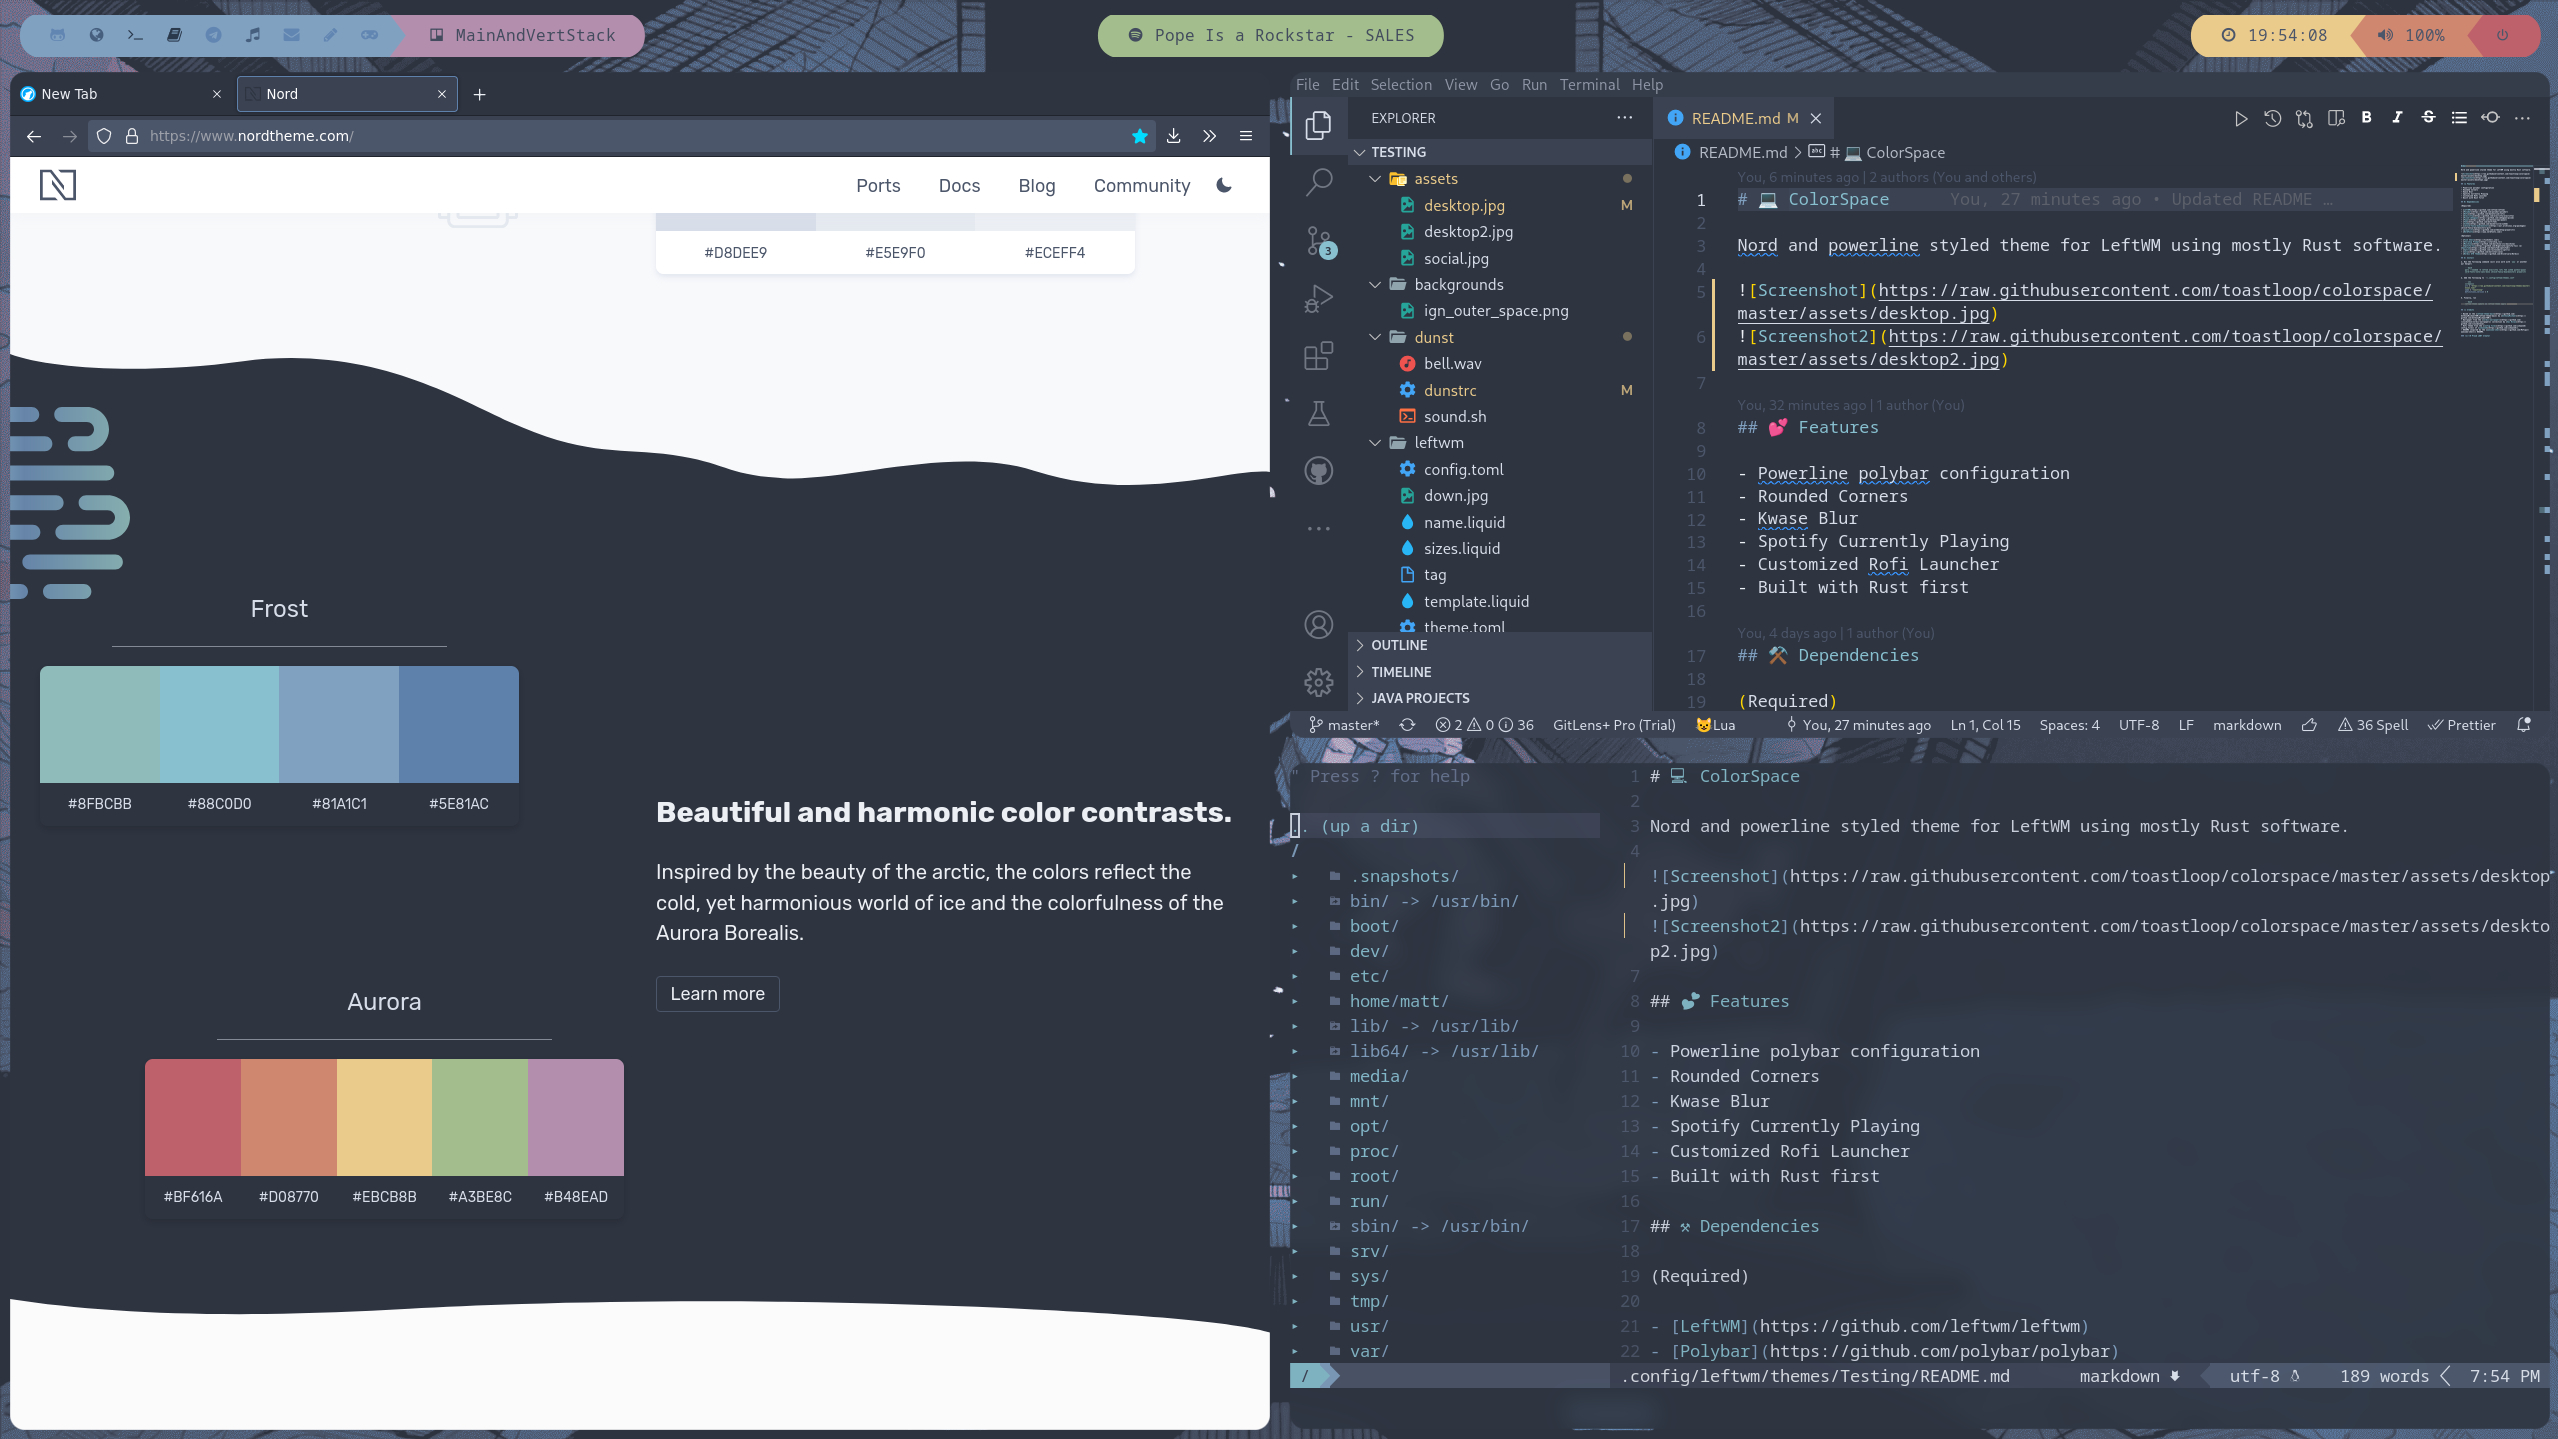 MainAndVertStack
Pope Is a Rockstar - SALES
19:54:08
100%
New Tab
Nord
https://www.nordtheme.com/
Ports Docs Blog Community
#D8DEE9 #E5E9F0 #ECEFF4
Frost
#8FBCBB #88C0D0 #81A1C1 #5E81AC
Beautiful and harmonic color contrasts.
Inspired by the beauty of the arctic, the colors reflect the
cold, yet harmonious world of ice and the colorfulness of the
Aurora Borealis.
Learn more
Aurora
#BF616A #D08770 #EBCB8B #A3BE8C #B48EAD
File Edit Selection View Go Run Terminal Help
EXPLORER
TESTING
assets
desktop.jpg M
desktop2.jpg
social.jpg
backgrounds
ign_outer_space.png
dunst
bell.wav
dunstrc M
sound.sh
leftwm
config.toml
down.jpg
name.liquid
sizes.liquid
tag
template.liquid
theme.toml
OUTLINE
TIMELINE
JAVA PROJECTS
3
README.md M
README.md > # 💻 ColorSpace
You, 6 minutes ago | 2 authors (You and others)
1 # 💻 ColorSpace You, 27 minutes ago • Updated README …
2
3 Nord and powerline styled theme for LeftWM using mostly Rust software.
4
5 ![Screenshot](https://raw.githubusercontent.com/toastloop/colorspace/
master/assets/desktop.jpg)
6 ![Screenshot2](https://raw.githubusercontent.com/toastloop/colorspace/
master/assets/desktop2.jpg)
7
You, 32 minutes ago | 1 author (You)
8 ## 💕 Features
9
10 - Powerline polybar configuration
11 - Rounded Corners
12 - Kwase Blur
13 - Spotify Currently Playing
14 - Customized Rofi Launcher
15 - Built with Rust first
16
You, 4 days ago | 1 author (You)
17 ## ⚒ Dependencies
18
19 (Required)
master* 2 0 36 GitLens+ Pro (Trial) 😺Lua You, 27 minutes ago Ln 1, Col 15 Spaces: 4 UTF-8 LF markdown 36 Spell Prettier
" Press ? for help
.. (up a dir)
/
.snapshots/
bin/ -> /usr/bin/
boot/
dev/
etc/
home/matt/
lib/ -> /usr/lib/
lib64/ -> /usr/lib/
media/
mnt/
opt/
proc/
root/
run/
sbin/ -> /usr/bin/
srv/
sys/
tmp/
usr/
var/
/
1 # 💻 ColorSpace
2
3 Nord and powerline styled theme for LeftWM using mostly Rust software.
4
![Screenshot](https://raw.githubusercontent.com/toastloop/colorspace/master/assets/desktop
.jpg)
![Screenshot2](https://raw.githubusercontent.com/toastloop/colorspace/master/assets/deskto
p2.jpg)
7
8 ## 💕 Features
9
10 - Powerline polybar configuration
11 - Rounded Corners
12 - Kwase Blur
13 - Spotify Currently Playing
14 - Customized Rofi Launcher
15 - Built with Rust first
16
17 ## ⚒ Dependencies
18
19 (Required)
20
21 - [LeftWM](https://github.com/leftwm/leftwm)
22 - [Polybar](https://github.com/polybar/polybar)
.config/leftwm/themes/Testing/README.md markdown utf-8 189 words 7:54 PM